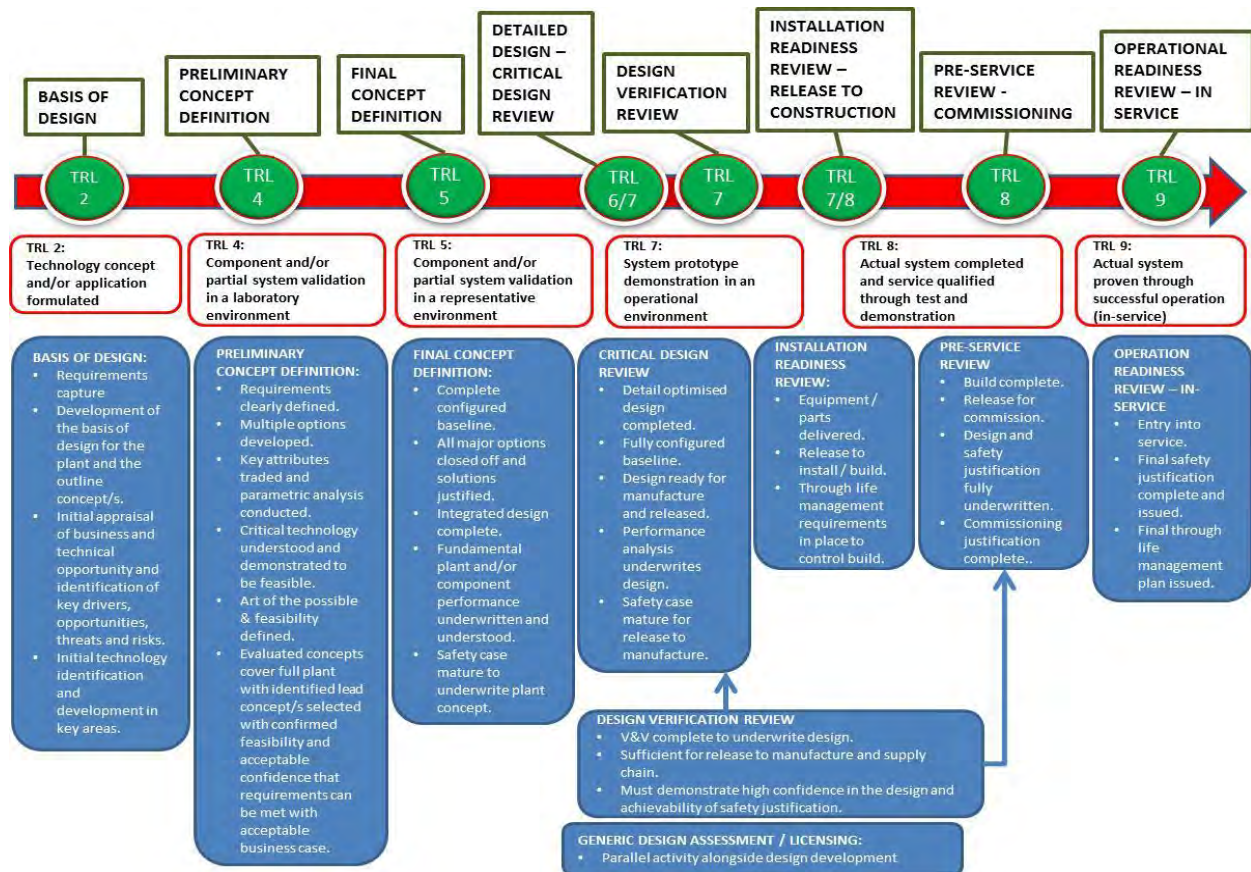 BASIS OF
DESIGN
PRELIMINARY
CONCEPT
DEFINITION
FINAL
CONCEPT
DEFINITION
DETAILED
DESIGN –
CRITICAL
DESIGN
REVIEW
DESIGN
VERIFICATION
REVIEW
INSTALLATION
READINESS
REVIEW –
RELEASE TO
CONSTRUCTION
PRE-SERVICE
REVIEW -
COMMISSIONING
OPERATIONAL
READINESS
REVIEW – IN
SERVICE
TRL
2
TRL
4
TRL
5
TRL
6/7
TRL
7
TRL
7/8
TRL
8
TRL
9
TRL 2:
Technology concept
and/or application
formulated
TRL 4:
Component and/or
partial system validation
in a laboratory
environment
TRL 5:
Component and/or
partial system validation
in a representative
environment
TRL 7:
System prototype
demonstration in an
operational
environment
TRL 8:
Actual system completed
and service qualified
through test and
demonstration
TRL 9:
Actual system
proven through
successful operation
(in-service)
BASIS OF DESIGN:
• Requirements
capture
• Development of
the basis of
design for the
plant and the
outline concept/s.
• Initial appraisal
of business and
technical
opportunity and
identification of
key drivers,
opportunities,
threats and risks.
• Initial technology
identification
and
development in
key areas.
PRELIMINARY
CONCEPT DEFINITION:
• Requirements
clearly defined.
• Multiple options
developed.
• Key attributes
traded and
parametric analysis
conducted.
• Critical technology
understood and
demonstrated to
be feasible.
• Art of the possible
& feasibility
defined.
• Evaluated concepts
cover full plant
with identified lead
concept/s selected
with confirmed
feasibility and
acceptable
confidence that
requirements can
be met with
acceptable
business case.
FINAL CONCEPT
DEFINITION:
• Complete
configured
baseline.
• All major options
closed off and
solutions
justified.
• Integrated design
complete.
• Fundamental
plant and/or
component
performance
underwritten and
understood.
• Safety case
mature to
underwrite plant
concept.
CRITICAL DESIGN
REVIEW
• Detail optimised
design
completed.
• Fully configured
baseline.
• Design ready for
manufacture
and released.
• Performance
analysis
underwrites
design.
• Safety case
mature for
release to
manufacture.
INSTALLATION
READINESS
REVIEW:
• Equipment /
parts
delivered.
• Release to
install / build.
• Through life
management
requirements
in place to
control build.
PRE-SERVICE
REVIEW
• Build complete.
• Release for
commission.
• Design and
safety
justification
fully
underwritten.
• Commissioning
justification
complete..
OPERATION
READINESS
REVIEW – IN-
SERVICE
• Entry into
service.
• Final safety
justification
complete and
issued.
• Final through
life
management
plan issued.
DESIGN VERIFICATION REVIEW
• V&V complete to underwrite design.
• Sufficient for release to manufacture and supply
chain.
• Must demonstrate high confidence in the design and
achievability of safety justification.
GENERIC DESIGN ASSESSMENT / LICENSING:
• Parallel activity alongside design development